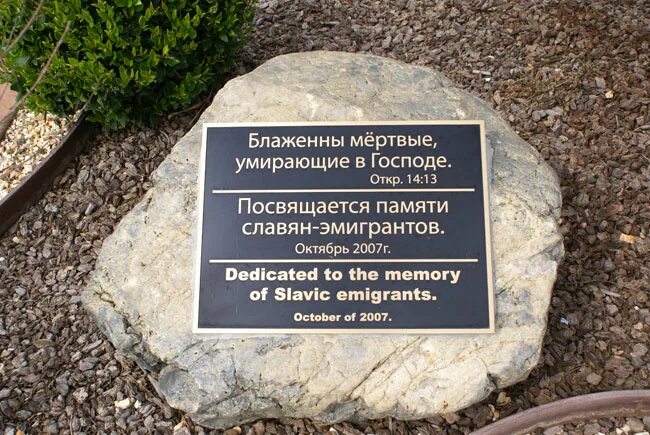 Блаженны мёртвые,
умирающие в Господе.
Откр. 14:13
Посвящается памяти
славян-эмигрантов.
Октябрь 2007г.
Dedicated to the memory
of Slavic emigrants.
October of 2007.